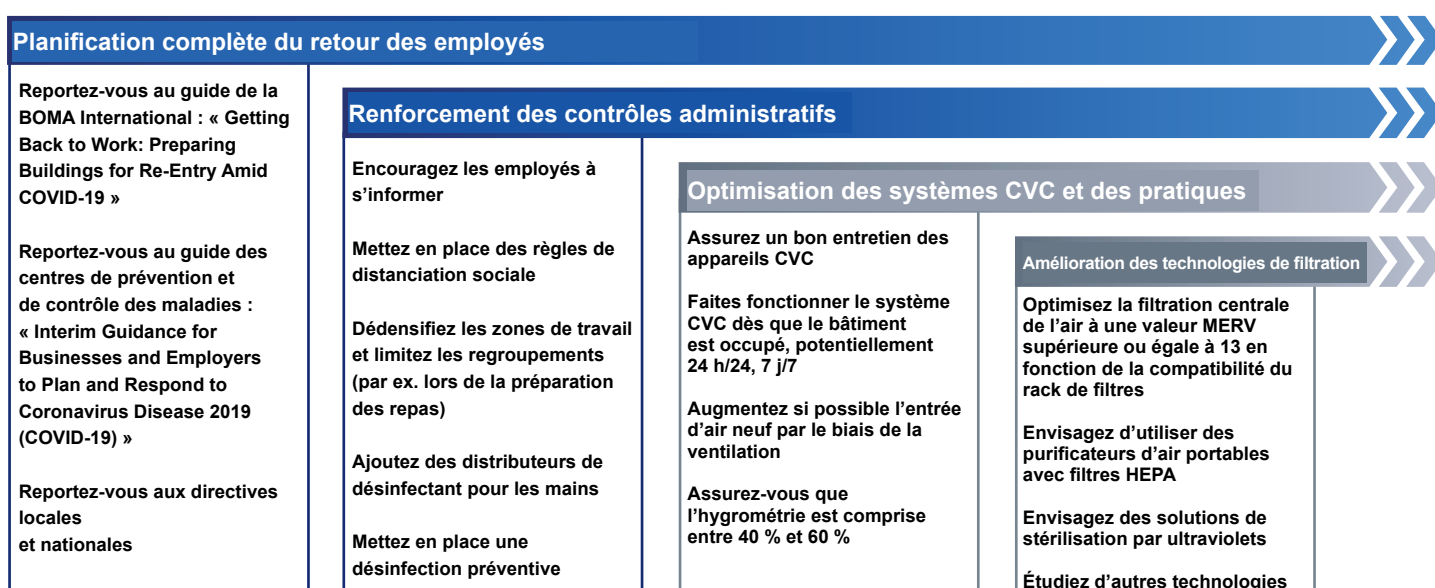 Planification complète du retour des employés
Reportez-vous au guide de la
BOMA International : « Getting
Back to Work: Preparing
Buildings for Re-Entry Amid
COVID-19 »
Reportez-vous au guide des
centres de prévention et
de contrôle des maladies :
« Interim Guidance for
Businesses and Employers
to Plan and Respond to
Coronavirus Disease 2019
(COVID-19) »
Reportez-vous aux directives
locales
et nationales
Renforcement des contrôles administratifs
Encouragez les employés à
s’informer
Mettez en place des règles de
distanciation sociale
Dédensifiez les zones de travail
et limitez les regroupements
(par ex. lors de la préparation
des repas)
Ajoutez des distributeurs de
désinfectant pour les mains
Mettez en place une
désinfection préventive
Optimisation des systèmes CVC et des pratiques
Assurez un bon entretien des
appareils CVC
Faites fonctionner le système
CVC dès que le bâtiment
est occupé, potentiellement
24 h/24, 7 j/7
Augmentez si possible l’entrée
d’air neuf par le biais de la
ventilation
Assurez-vous que
l’hygrométrie est comprise
entre 40 % et 60 %
Amélioration des technologies de filtration
Optimisez la filtration centrale
de l’air à une valeur MERV
supérieure ou égale à 13 en
fonction de la compatibilité du
rack de filtres
Envisagez d’utiliser des
purificateurs d’air portables
avec filtres HEPA
Envisagez des solutions de
stérilisation par ultraviolets
Étudiez d’autres technologies